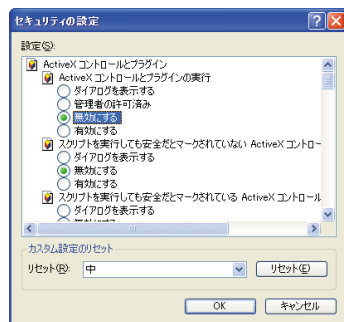 セキュリティの設定
設定(S):
ActiveX コントロールとプラグイン
ActiveX コントロールとプラグインの実行
ダイアログを表示する
管理者の許可済み
無効にする
有効にする
スクリプトを実行しても安全だとマークされていない ActiveX コントロー
ダイアログを表示する
無効にする
有効にする
スクリプトを実行しても安全だとマークされている ActiveX コントロール
ダイアログを表示する
カスタム設定のリセット
リセット(R):
中
リセット(E)
OK
キャンセル